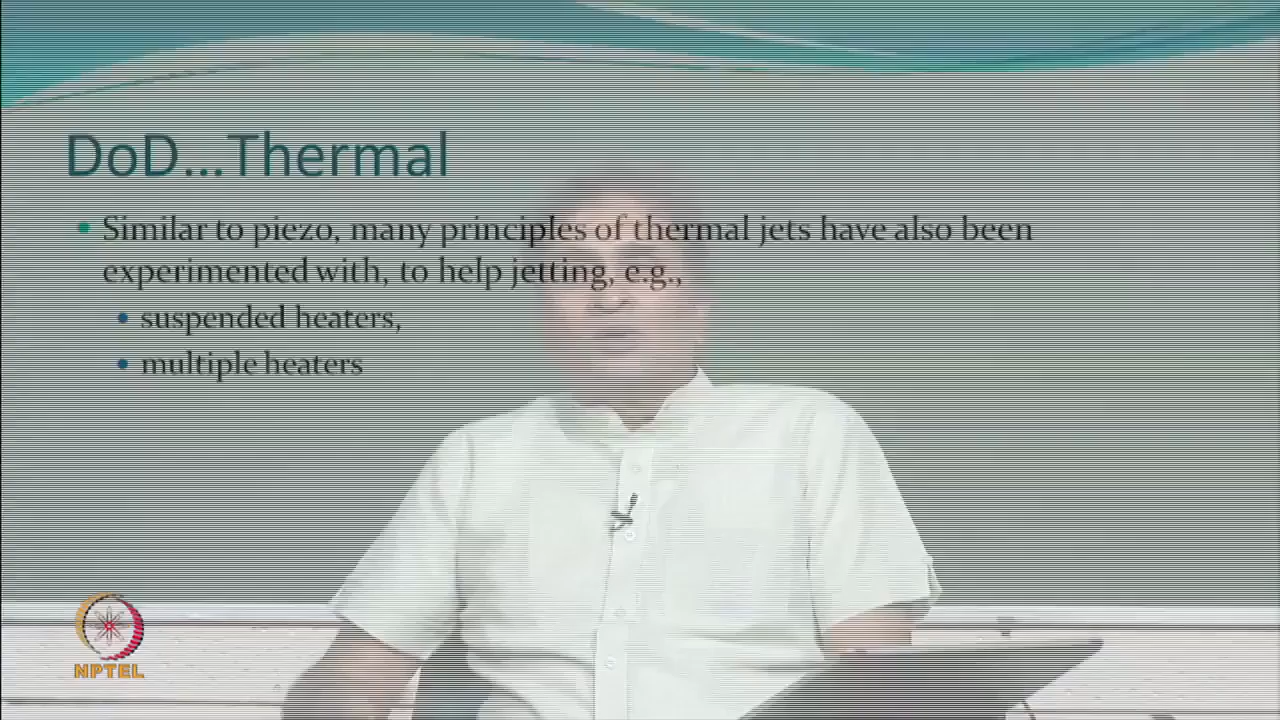 DoD...Thermal
• Similar to piezo, many principles of thermal jets have also been
experimented with, to help jetting, e.g.,
• suspended heaters,
• multiple heaters
NPTEL